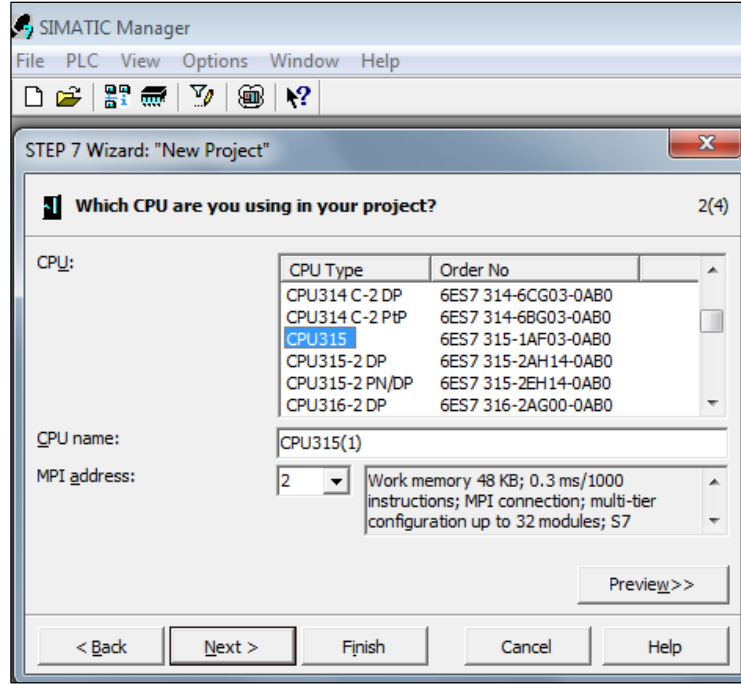 SIMATIC Manager
File PLC View Options Window Help
STEP 7 Wizard: "New Project"
Which CPU are you using in your project? 2(4)
CPU:
CPU Type Order No
CPU314 C-2 DP 6ES7 314-6CG03-0AB0
CPU314 C-2 PtP 6ES7 314-6BG03-0AB0
CPU315 6ES7 315-1AF03-0AB0
CPU315-2 DP 6ES7 315-2AH14-0AB0
CPU315-2 PN/DP 6ES7 315-2EH14-0AB0
CPU316-2 DP 6ES7 316-2AG00-0AB0
CPU name: CPU315(1)
MPI address: 2
Work memory 48 KB; 0.3 ms/1000
instructions; MPI connection; multi-tier
configuration up to 32 modules; S7
Preview>>
< Back Next > Finish Cancel Help